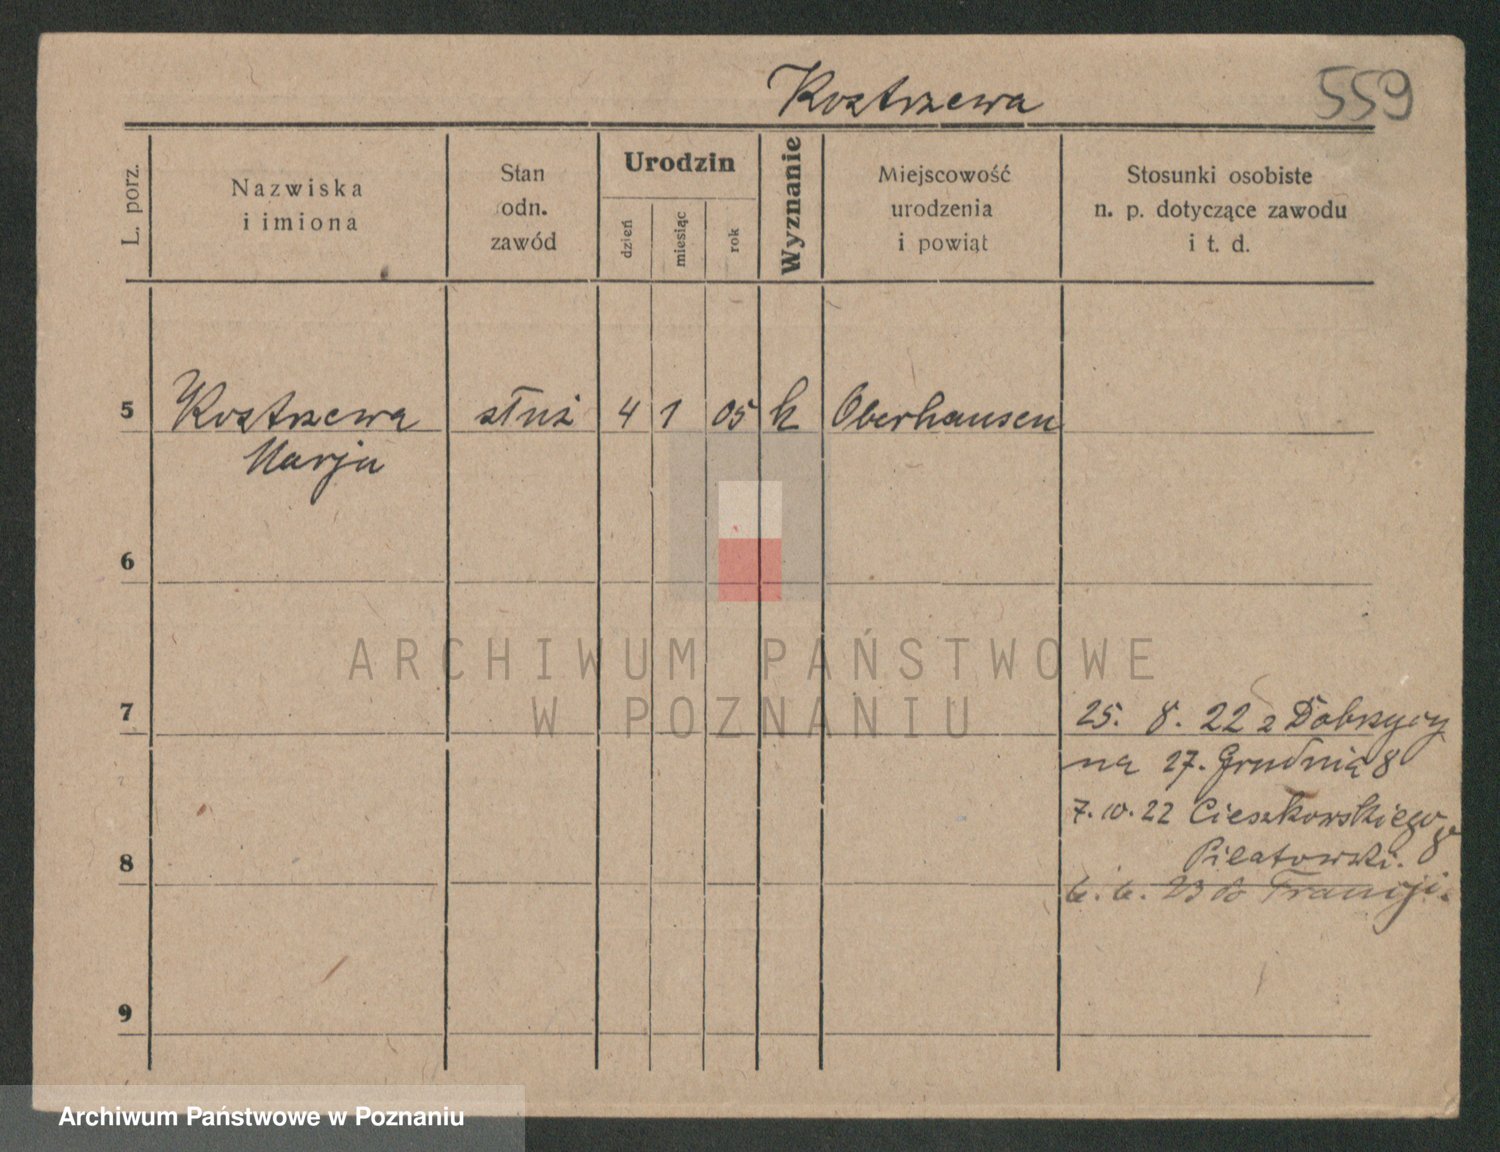 Kostrzewa 559
L. porz.
Nazwiska
i imiona
Stan
odn.
zawód
Urodzin
dzień
miesiąc
rok
Wyznanie
Miejscowość
urodzenia
i powiąt
Stosunki osobiste
n. p. dotyczące zawodu
i t. d.
5 Kostrzewa służ 4 1 05 k Oberhausen
Marja
6
ARCHIWUM PAŃSTWOWE
W POZNANIU
7 25. 8. 22 z Dobrzycy
na 27. Grudnia 8
7.10.22 Cieszkowskiego 8
8 Pilatowski.
6. 6. 23 do Francji.
9
Archiwum Państwowe w Poznaniu